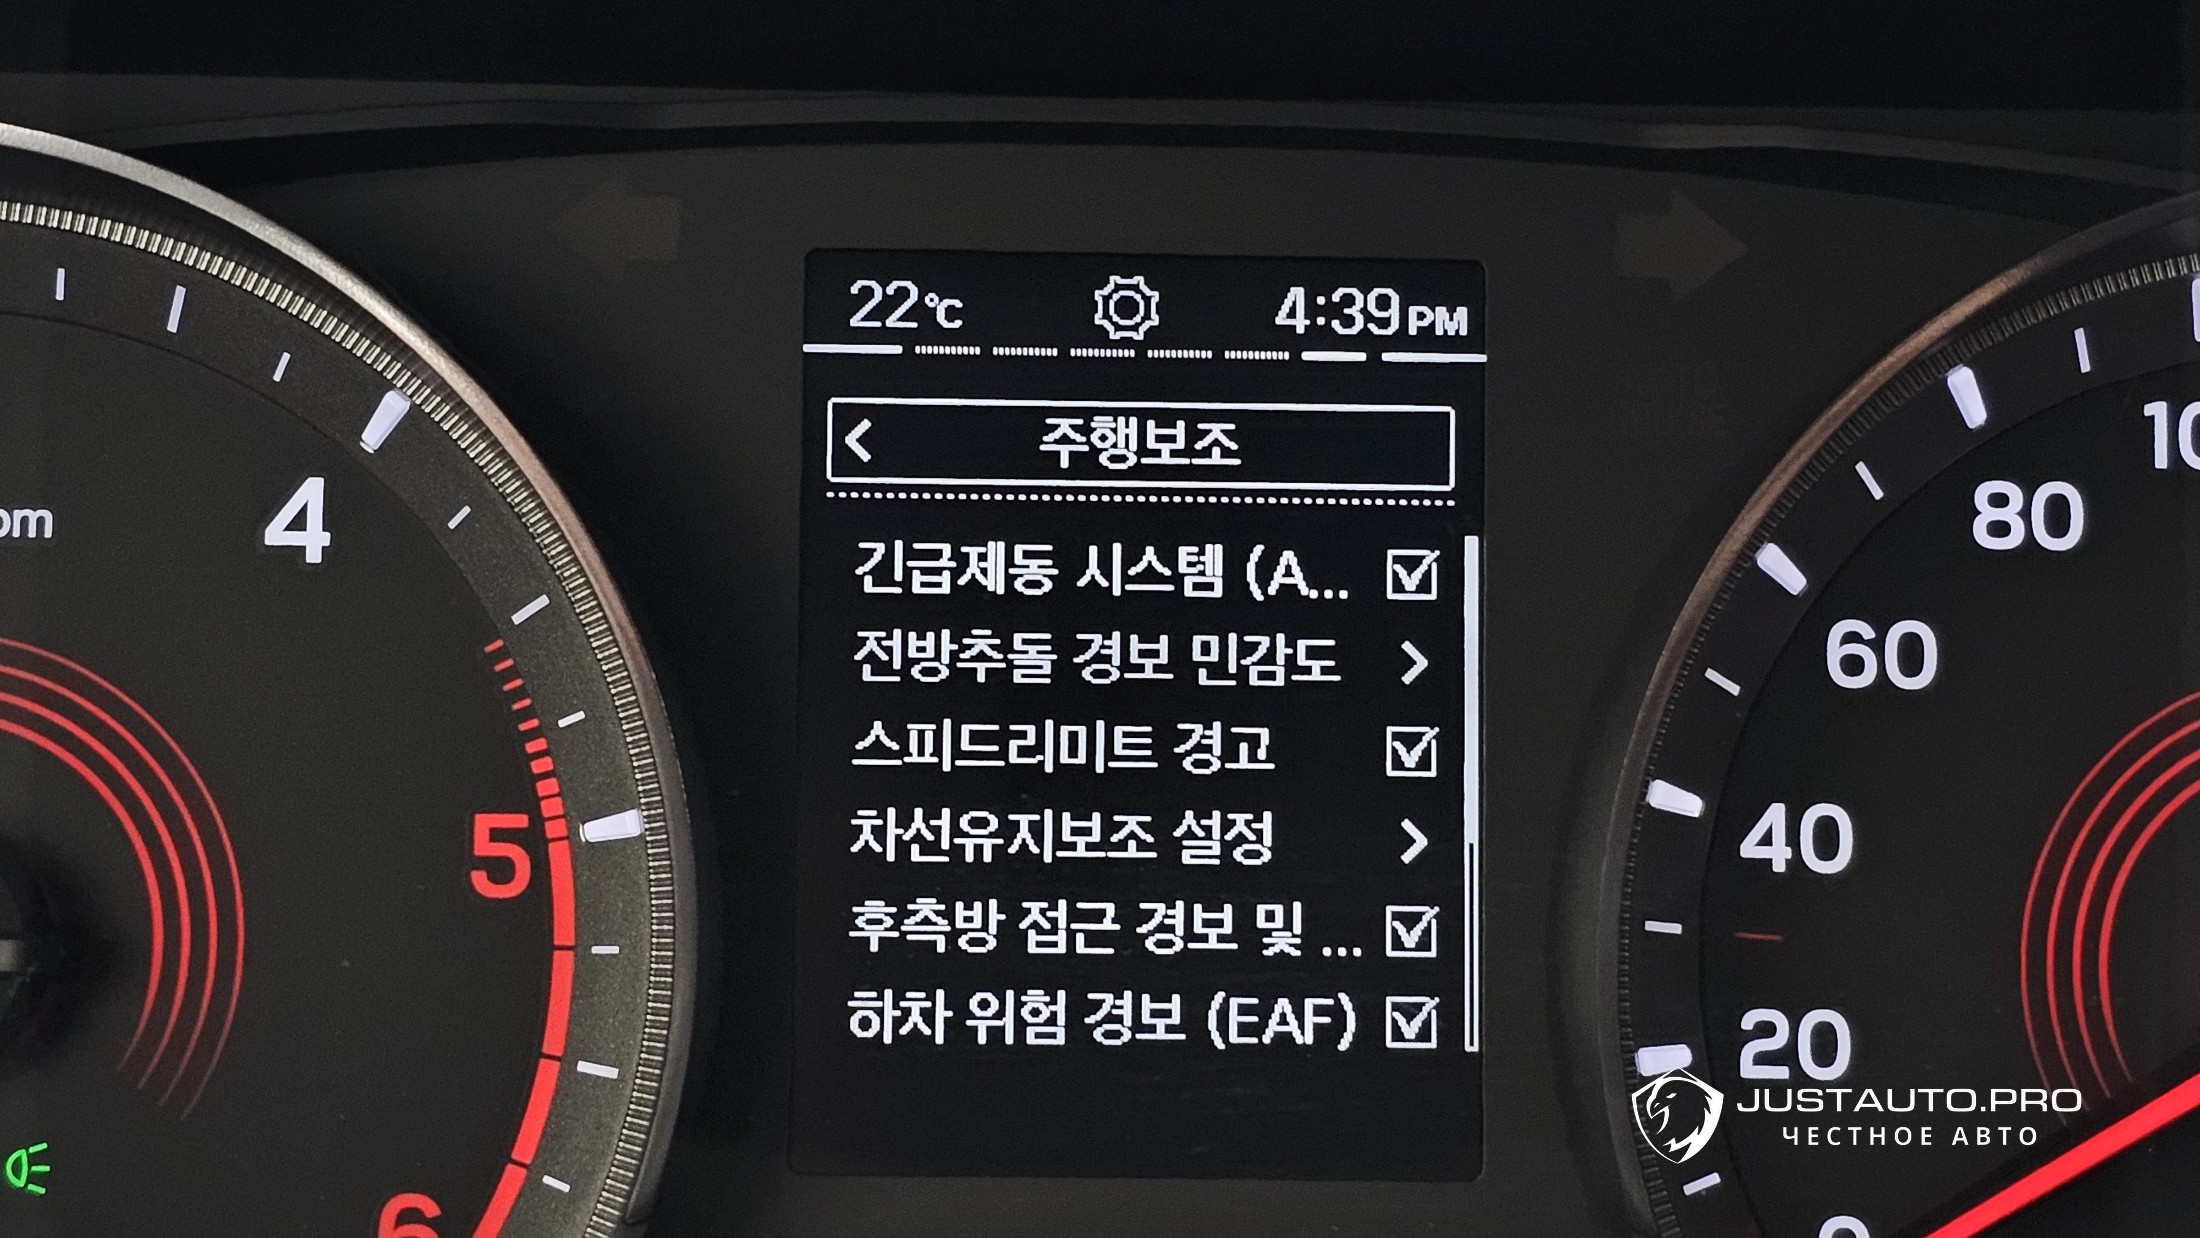 22℃ 4:39PM
주행보조
긴급제동 시스템 (A...
전방추돌 경보 민감도
스피드리미트 경고
차선유지보조 설정
후측방 접근 경보 및 ...
하차 위험 경보 (EAF)
4
5
6
80
60
40
20
0
JUSTAUTO.PRO
ЧЕСТНОЕ АВТО